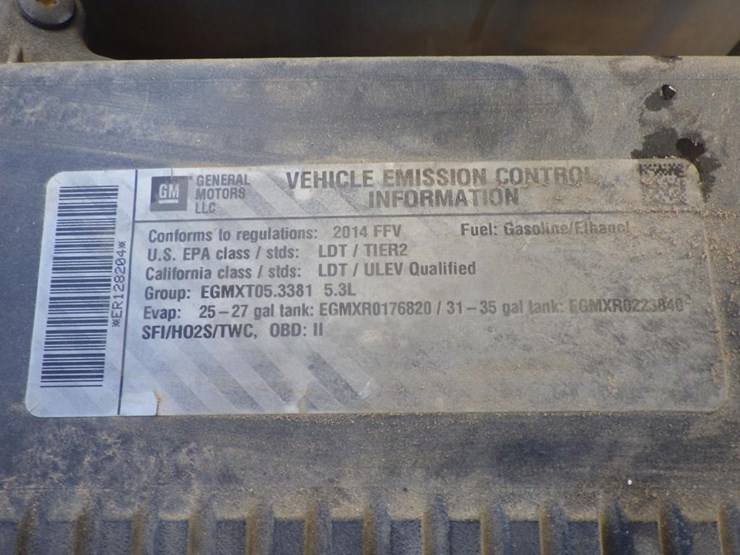 GM GENERAL MOTORS LLC
VEHICLE EMISSION CONTROL
INFORMATION
Conforms to regulations: 2014 FFV Fuel: Gasoline/Ethanol
U.S. EPA class / stds: LDT / TIER2
California class / stds: LDT / ULEV Qualified
Group: EGMXT05.3381 5.3L
Evap: 25-27 gal tank: EGMXR0176820 / 31-35 gal tank: EGMXR0223840
SFI/HO2S/TWC, OBD: II
*ER128204*